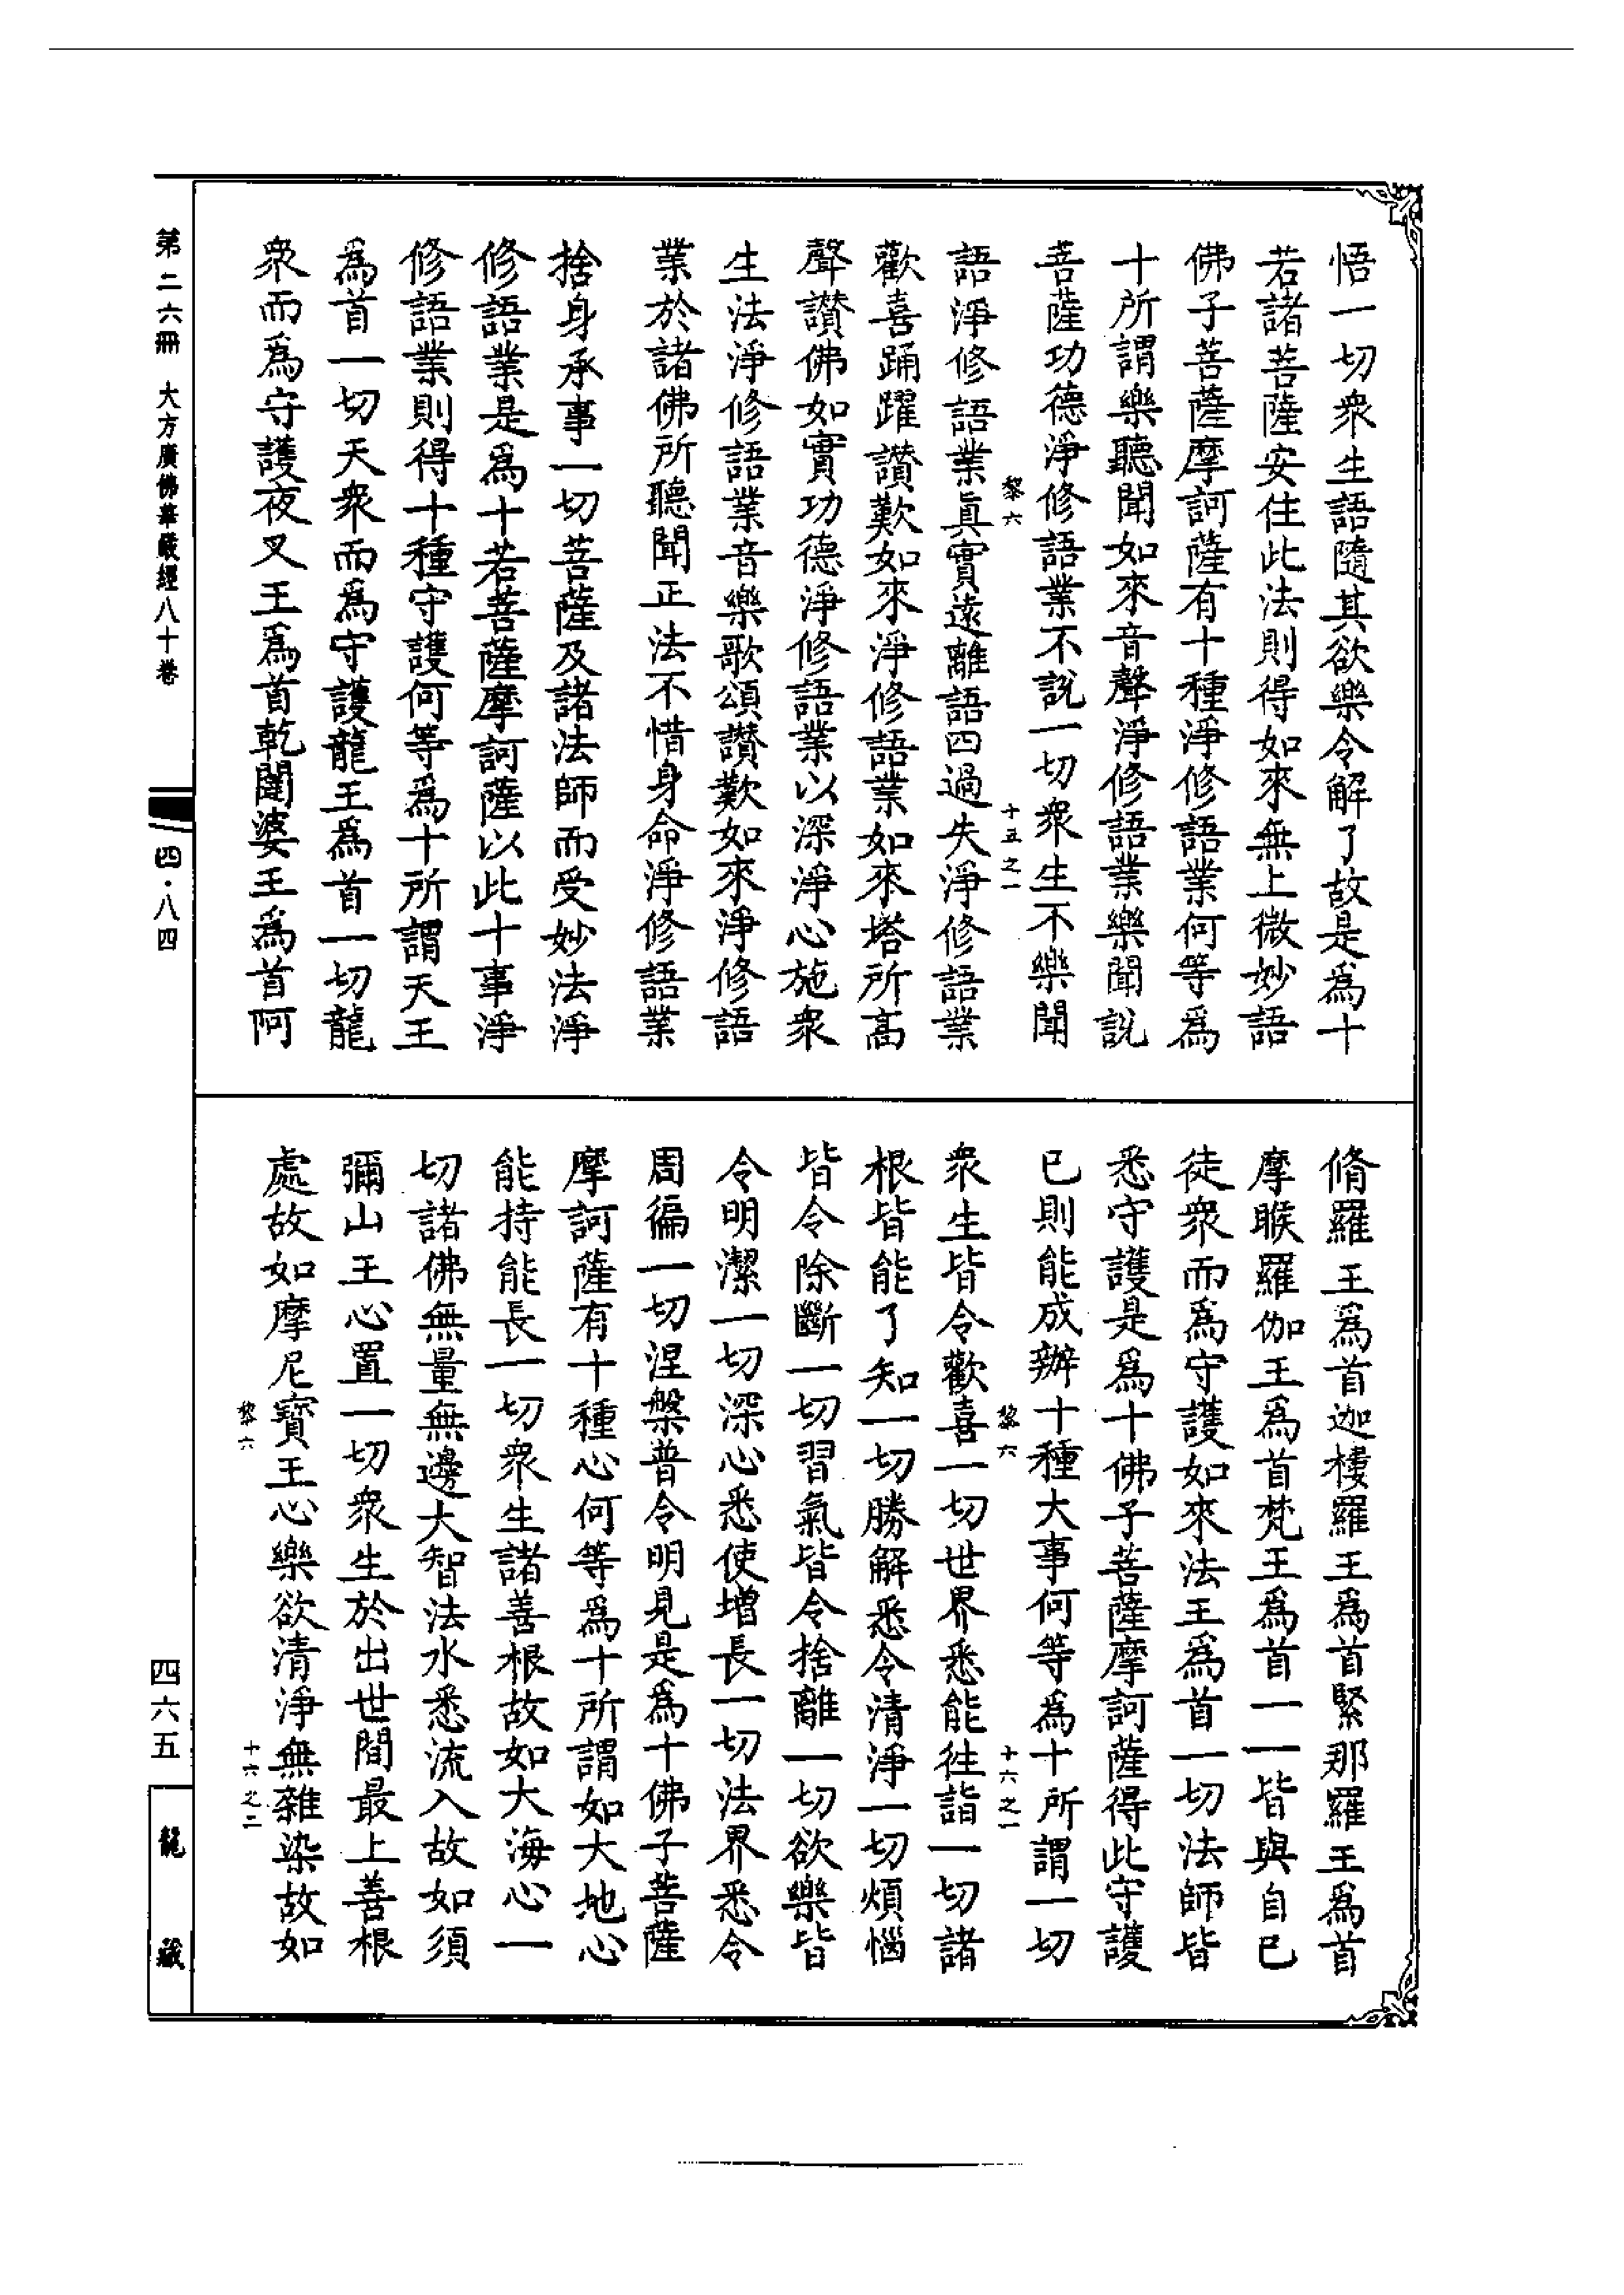 悟一切衆生語隨其欲樂令解了故是爲十
若諸菩薩安住此法則得如來無上微妙語
佛子菩薩摩訶薩有十種淨修語業何等爲
十所謂樂聽聞如來音聲淨修語業樂聞說
菩薩功德淨修語業不說一切衆生不樂聞
黎六 十五之一
語淨修語業眞實遠離語四過失淨修語業
歡喜踊躍讚歎如來淨修語業如來塔所高
聲讚佛如實功德淨修語業以深淨心施衆
生法淨修語業音樂歌頌讚歎如來淨修語
業於諸佛所聽聞正法不惜身命淨修語業
捨身承事一切菩薩及諸法師而受妙法淨
修語業是爲十若菩薩摩訶薩以此十事淨
修語業則得十種守護何等爲十所謂天王
爲首一切天衆而爲守護龍王爲首一切龍
衆而爲守護夜叉王爲首乾闥婆王爲首阿
脩羅王爲首迦樓羅王爲首緊那羅王爲首
摩睺羅伽王爲首梵王爲首一一皆與自己
徒衆而爲守護如來法王爲首一切法師皆
悉守護是爲十佛子菩薩摩訶薩得此守護
已則能成辦十種大事何等爲十所謂一切
黎六 十六之一
衆生皆令歡喜一切世界悉能往詣一切諸
根皆能了知一切勝解悉令清淨一切煩惱
皆令除斷一切習氣皆令捨離一切欲樂皆
令明潔一切深心悉使增長一切法界悉令
周徧一切涅槃普令明見是爲十佛子菩薩
摩訶薩有十種心何等爲十所謂如大地心
能持能長一切衆生諸善根故如大海心一
切諸佛無量無邊大智法水悉流入故如須
彌山王心置一切衆生於出世間最上善根
處故如摩尼寶王心樂欲清淨無雜染故如
黎六 十六之二
第二六冊 大方廣佛華嚴經八十卷
四·八四
四六五
龍藏